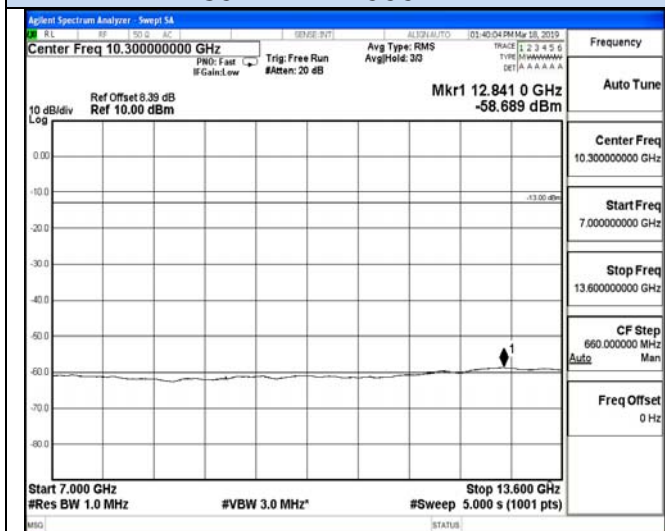 Agilent Spectrum Analyzer - Swept SA
RL RF 50 Ω AC SENSE:INT ALIGN AUTO 01:40:04 PM Mar 18, 2019
Center Freq 10.300000000 GHz
PNO: Fast
IFGain:Low
Trig: Free Run
#Atten: 20 dB
Avg Type: RMS
Avg|Hold: 3/3
TRACE 1 2 3 4 5 6
TYPE M WWWWW
DET A A A A A A
Ref Offset 8.39 dB
Ref 10.00 dBm
10 dB/div
Log
Mkr1 12.841 0 GHz
-58.689 dBm
0.00
-10.0
-13.00 dBm
-20.0
-30.0
-40.0
-50.0
1
-60.0
-70.0
-80.0
Start 7.000 GHz
Stop 13.600 GHz
#Res BW 1.0 MHz
#VBW 3.0 MHz*
#Sweep 5.000 s (1001 pts)
MSG
STATUS
Frequency
Auto Tune
Center Freq
10.300000000 GHz
Start Freq
7.000000000 GHz
Stop Freq
13.600000000 GHz
CF Step
660.000000 MHz
Auto Man
Freq Offset
0 Hz